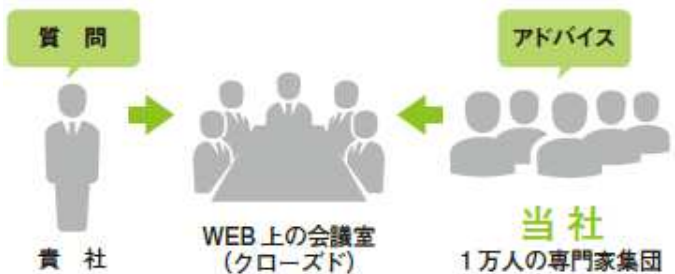 質 問
アドバイス
貴 社
WEB 上の会議室
（クローズド）
当 社
1 万人の専門家集団